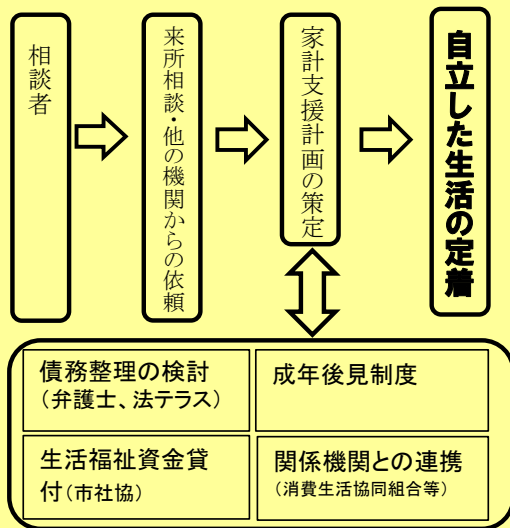 相談者
来所相談・他の機関からの依頼
家計支援計画の策定
自立した生活の定着
債務整理の検討
（弁護士、法テラス）
成年後見制度
生活福祉資金貸
付（市社協）
関係機関との連携
（消費生活協同組合等）